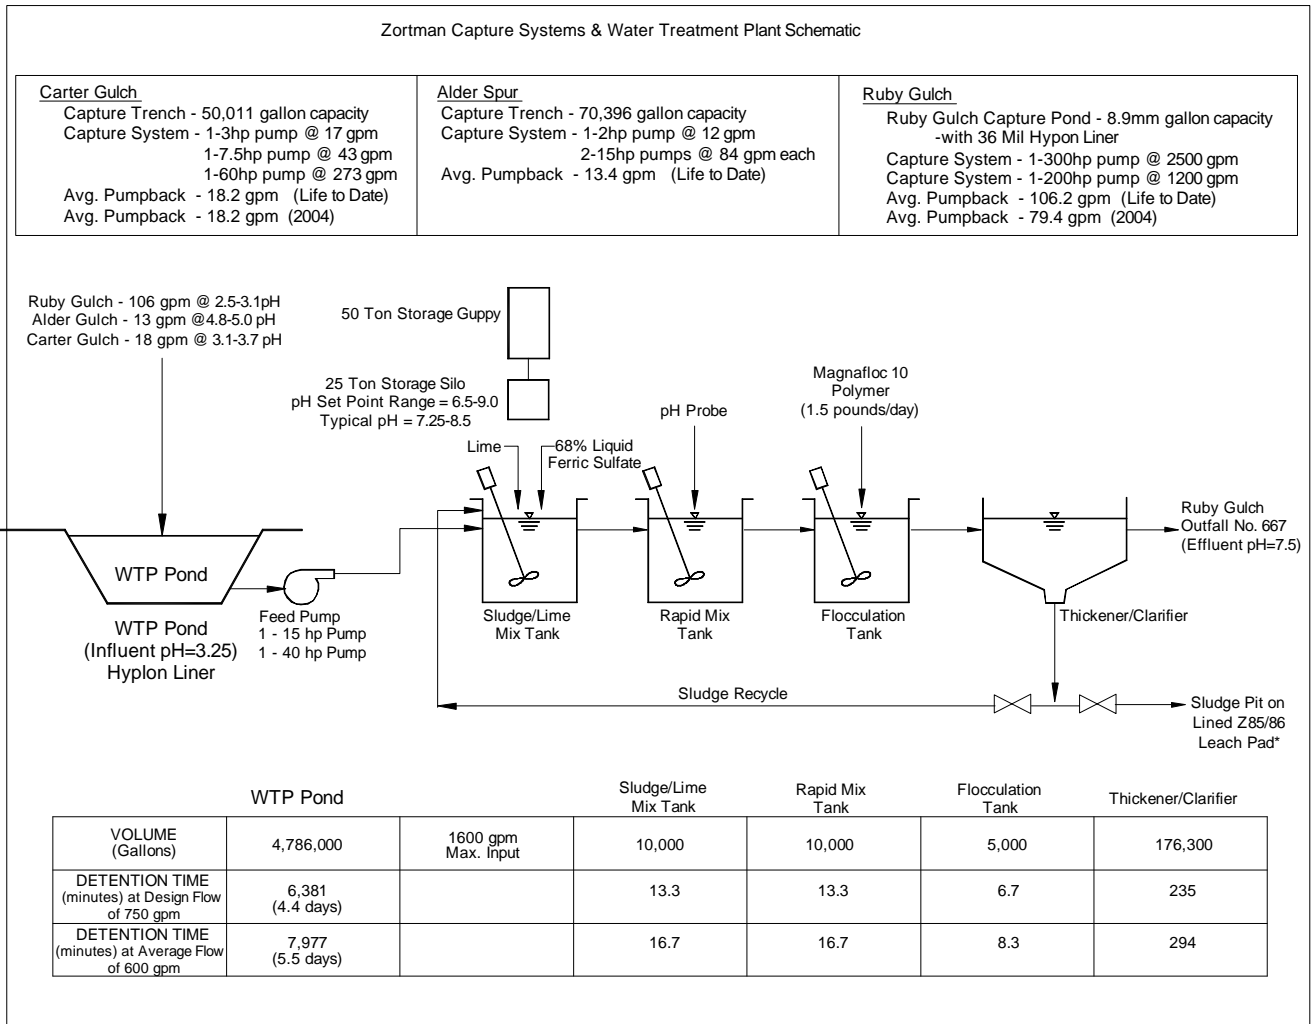 Zortman Capture Systems & Water Treatment Plant Schematic
Carter Gulch
Capture Trench - 50,011 gallon capacity
Capture System - 1-3hp pump @ 17 gpm
1-7.5hp pump @ 43 gpm
1-60hp pump @ 273 gpm
Avg. Pumpback - 18.2 gpm (Life to Date)
Avg. Pumpback - 18.2 gpm (2004)
Alder Spur
Capture Trench - 70,396 gallon capacity
Capture System - 1-2hp pump @ 12 gpm
2-15hp pumps @ 84 gpm each
Avg. Pumpback - 13.4 gpm (Life to Date)
Ruby Gulch
Ruby Gulch Capture Pond - 8.9mm gallon capacity
-with 36 Mil Hypon Liner
Capture System - 1-300hp pump @ 2500 gpm
Capture System - 1-200hp pump @ 1200 gpm
Avg. Pumpback - 106.2 gpm (Life to Date)
Avg. Pumpback - 79.4 gpm (2004)
Ruby Gulch - 106 gpm @ 2.5-3.1pH
Alder Gulch - 13 gpm @4.8-5.0 pH
Carter Gulch - 18 gpm @ 3.1-3.7 pH
50 Ton Storage Guppy
25 Ton Storage Silo
pH Set Point Range = 6.5-9.0
Typical pH = 7.25-8.5
Lime
68% Liquid
Ferric Sulfate
pH Probe
Magnafloc 10
Polymer
(1.5 pounds/day)
Ruby Gulch
Outfall No. 667
(Effluent pH=7.5)
WTP Pond
WTP Pond
(Influent pH=3.25)
Hyplon Liner
Feed Pump
1 - 15 hp Pump
1 - 40 hp Pump
Sludge/Lime
Mix Tank
Rapid Mix
Tank
Flocculation
Tank
Thickener/Clarifier
Sludge Recycle
Sludge Pit on
Lined Z85/86
Leach Pad*
WTP Pond
Sludge/Lime
Mix Tank
Rapid Mix
Tank
Flocculation
Tank
Thickener/Clarifier
VOLUME
(Gallons)
4,786,000
1600 gpm
Max. Input
10,000
10,000
5,000
176,300
DETENTION TIME
(minutes) at Design Flow
of 750 gpm
6,381
(4.4 days)
13.3
13.3
6.7
235
DETENTION TIME
(minutes) at Average Flow
of 600 gpm
7,977
(5.5 days)
16.7
16.7
8.3
294